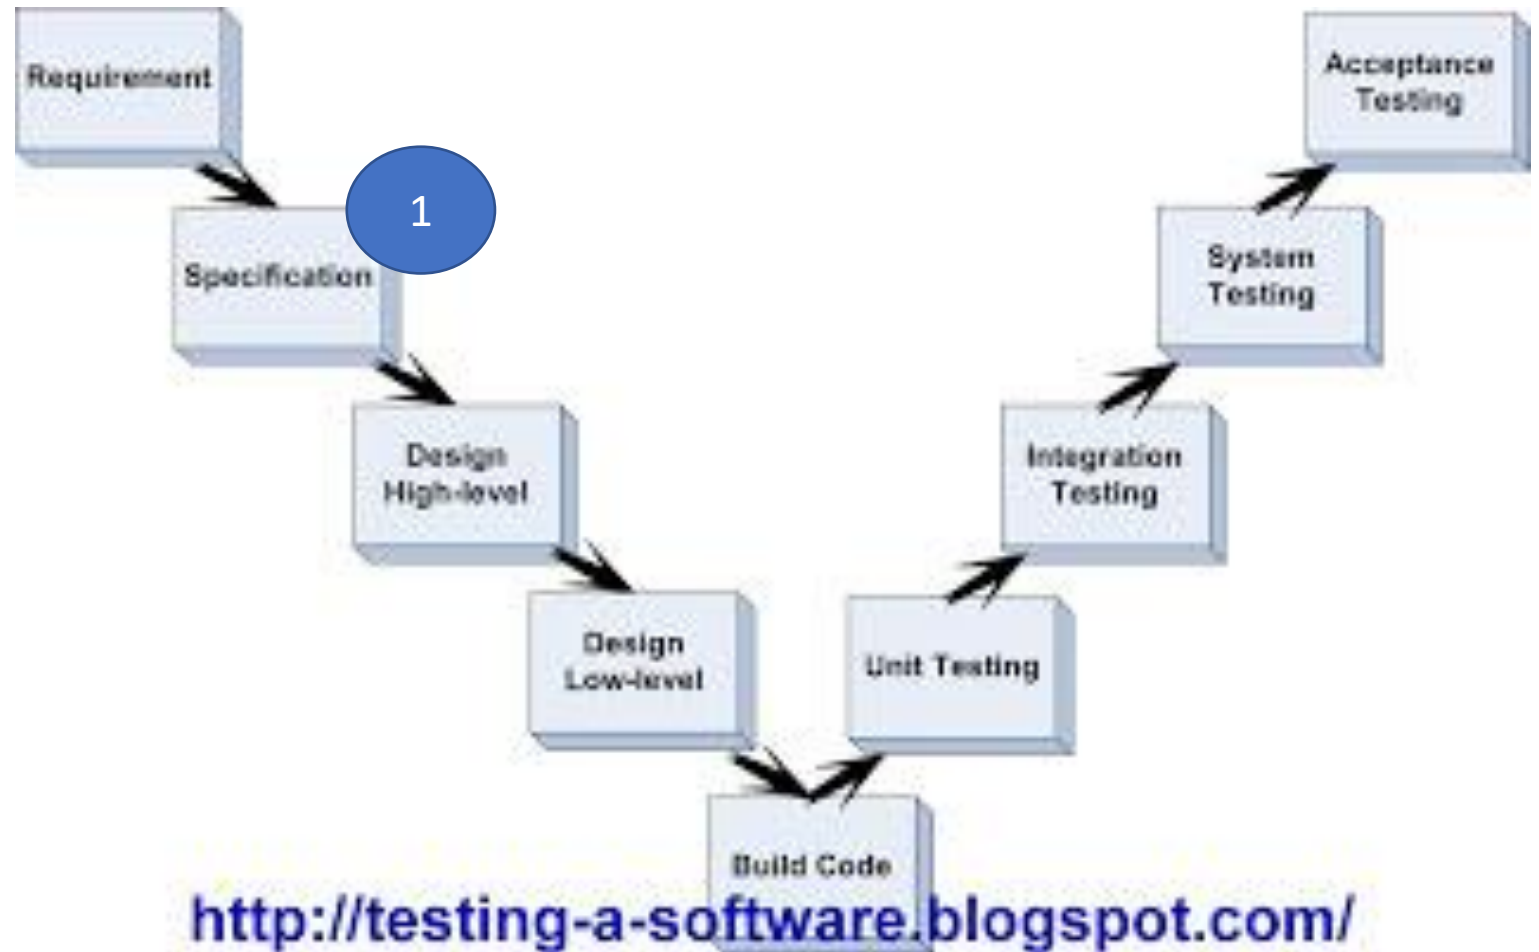 Requirement
1
Specification
Design
High-level
Design
Low-level
Build Code
Unit Testing
Integration
Testing
System
Testing
Acceptance
Testing
http://testing-a-software.blogspot.com/